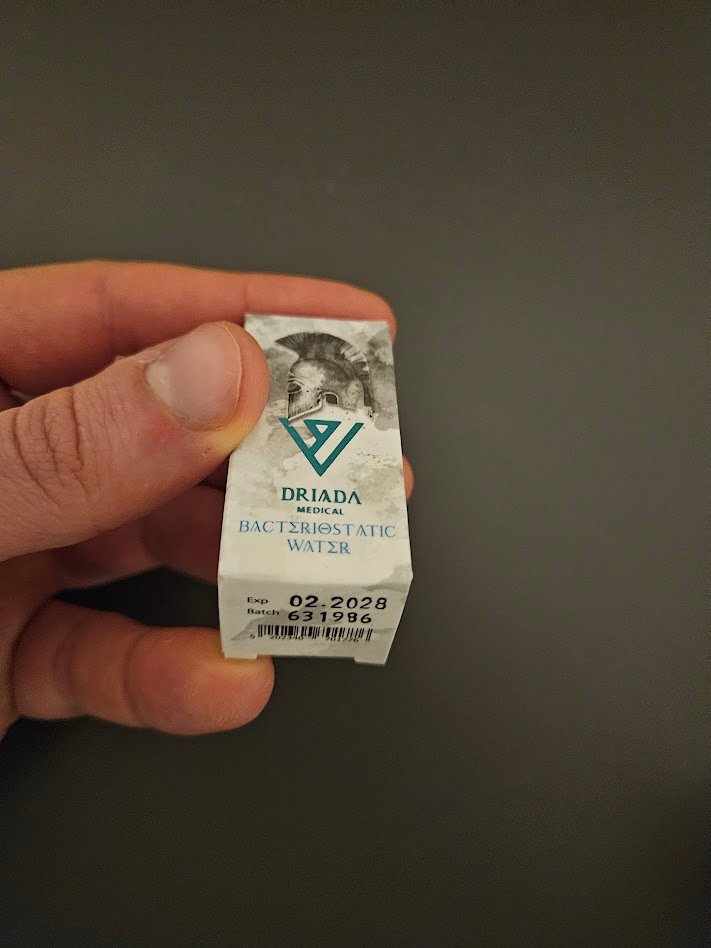 DRIADA
MEDICAL
BACTΣRIΘSTATIC
WATΣR
Exp 02.2028
Batch 631986